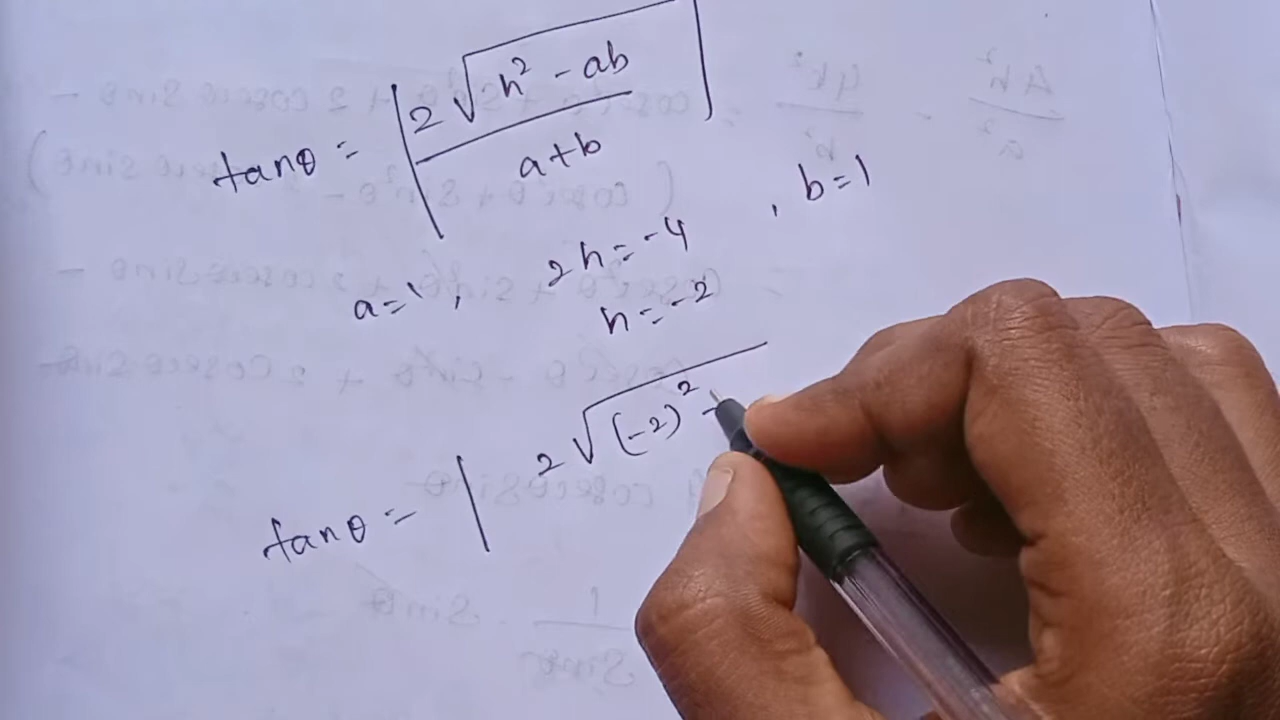 tanθ = | 2√(h² - ab) / a+b |
a=1, 2h=-4, b=1
h=-2
tanθ = | 2√(-2)² -